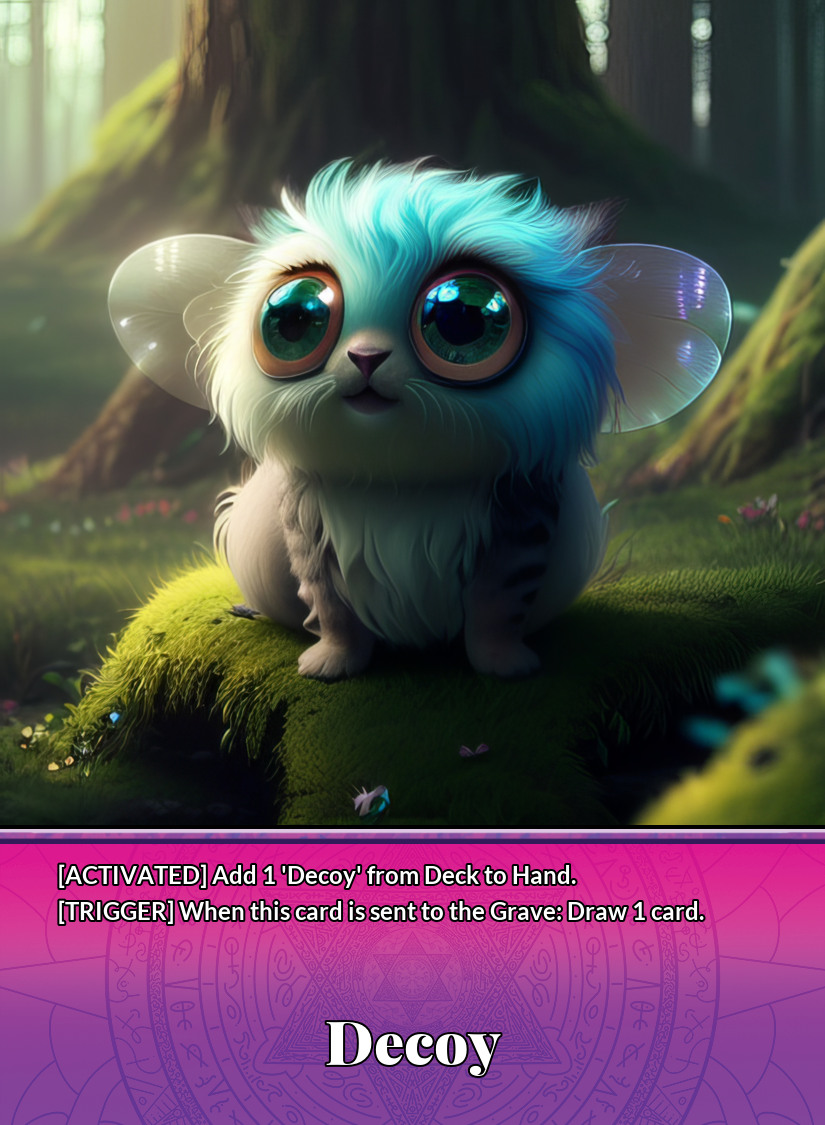 [ACTIVATED] Add 1 'Decoy' from Deck to Hand.
[TRIGGER] When this card is sent to the Grave: Draw 1 card.
Decoy